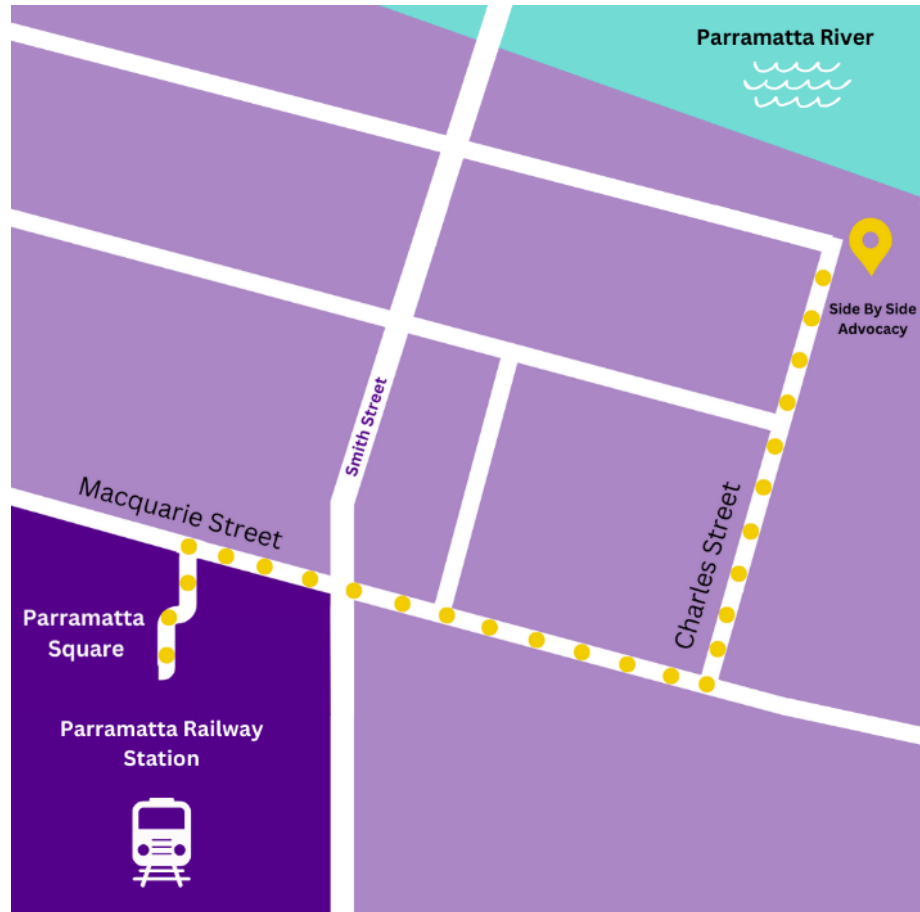 Parramatta River
Side By Side
Advocacy
Smith Street
Macquarie Street
Charles Street
Parramatta
Square
Parramatta Railway
Station